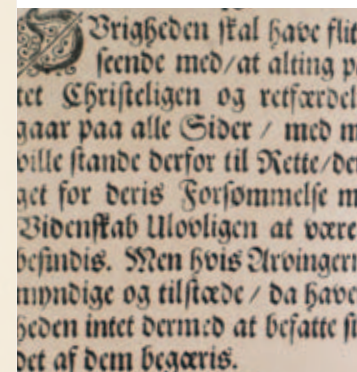 Øvrigheden skal have flit
seende med/at alting p
tet Christeligen og retfærdel
gaar paa alle Sider / med m
ville stande derfor til Rette/de
get for deris Forsømmelse m
Videnskab Ulovligen at være
befindis. Men hvis Arvingern
myndige og tilstæde / da have
heden intet dermed at befatte si
det af dem begæris.